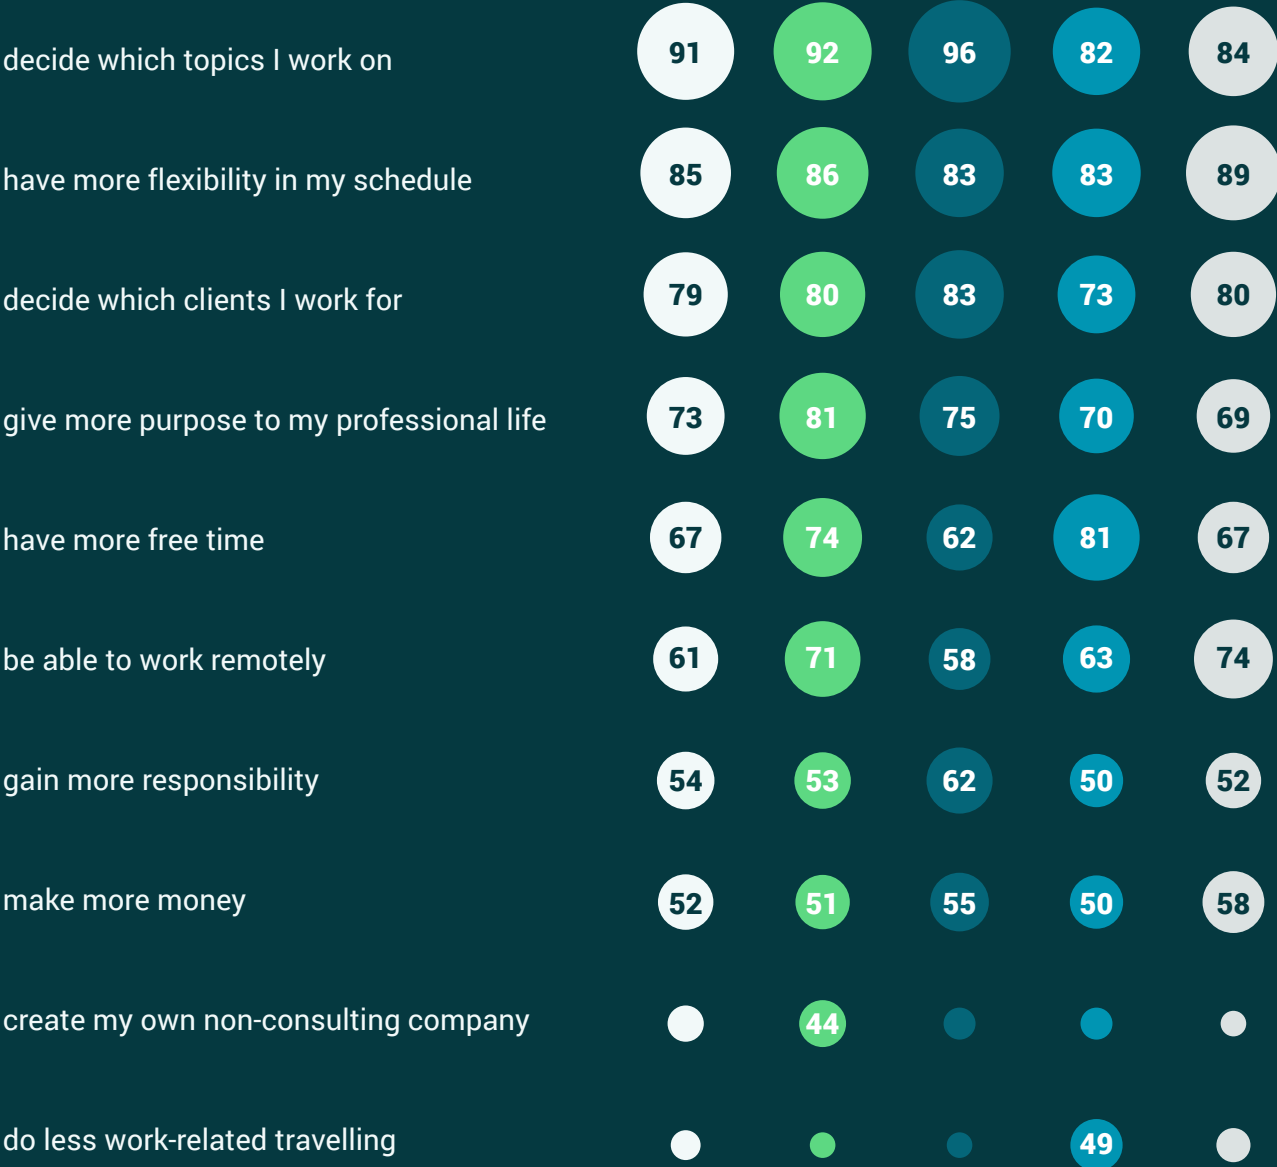 decide which topics I work on 91 92 96 82 84
have more flexibility in my schedule 85 86 83 83 89
decide which clients I work for 79 80 83 73 80
give more purpose to my professional life 73 81 75 70 69
have more free time 67 74 62 81 67
be able to work remotely 61 71 58 63 74
gain more responsibility 54 53 62 50 52
make more money 52 51 55 50 58
create my own non-consulting company 44
do less work-related travelling 49